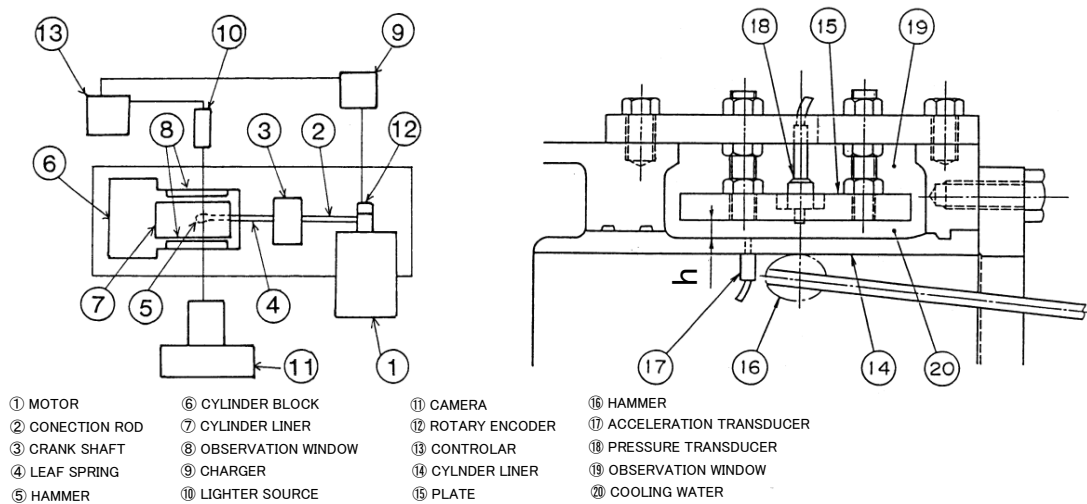 ⑬ ⑩ ⑨
⑱ ⑮ ⑲
⑧ ③ ② ⑫
⑥
h
⑦ ⑤ ④
⑪ ①
⑰ ⑯ ⑭ ⑳
① MOTOR
② CONECTION ROD
③ CRANK SHAFT
④ LEAF SPRING
⑤ HAMMER
⑥ CYLINDER BLOCK
⑦ CYLINDER LINER
⑧ OBSERVATION WINDOW
⑨ CHARGER
⑩ LIGHTER SOURCE
⑪ CAMERA
⑫ ROTARY ENCODER
⑬ CONTROLAR
⑭ CYLNDER LINER
⑮ PLATE
⑯ HAMMER
⑰ ACCELERATION TRANSDUCER
⑱ PRESSURE TRANSDUCER
⑲ OBSERVATION WINDOW
⑳ COOLING WATER